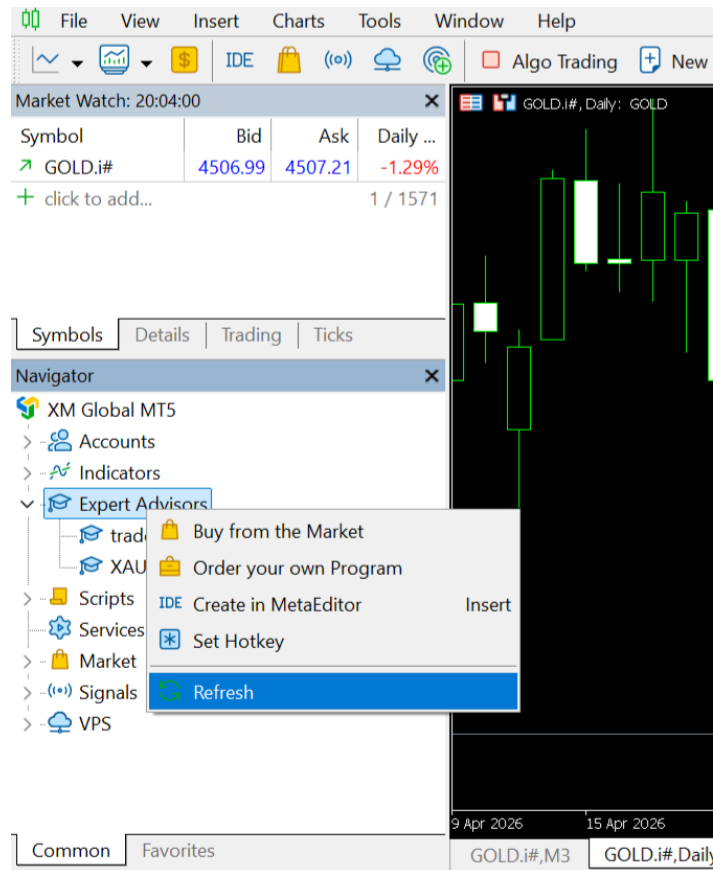 File View Insert Charts Tools Window Help
$ IDE Algo Trading New
Market Watch: 20:04:00
GOLD.i#, Daily: GOLD
Symbol Bid Ask Daily ...
GOLD.i# 4506.99 4507.21 -1.29%
click to add... 1 / 1571
Symbols Details Trading Ticks
Navigator
XM Global MT5
Accounts
Indicators
Expert Advisors
trad
XAU
Scripts
Services
Market
Signals
VPS
Buy from the Market
Order your own Program
IDE Create in MetaEditor Insert
Set Hotkey
Refresh
9 Apr 2026 15 Apr 2026
Common Favorites
GOLD.i#,M3 GOLD.i#,Daily